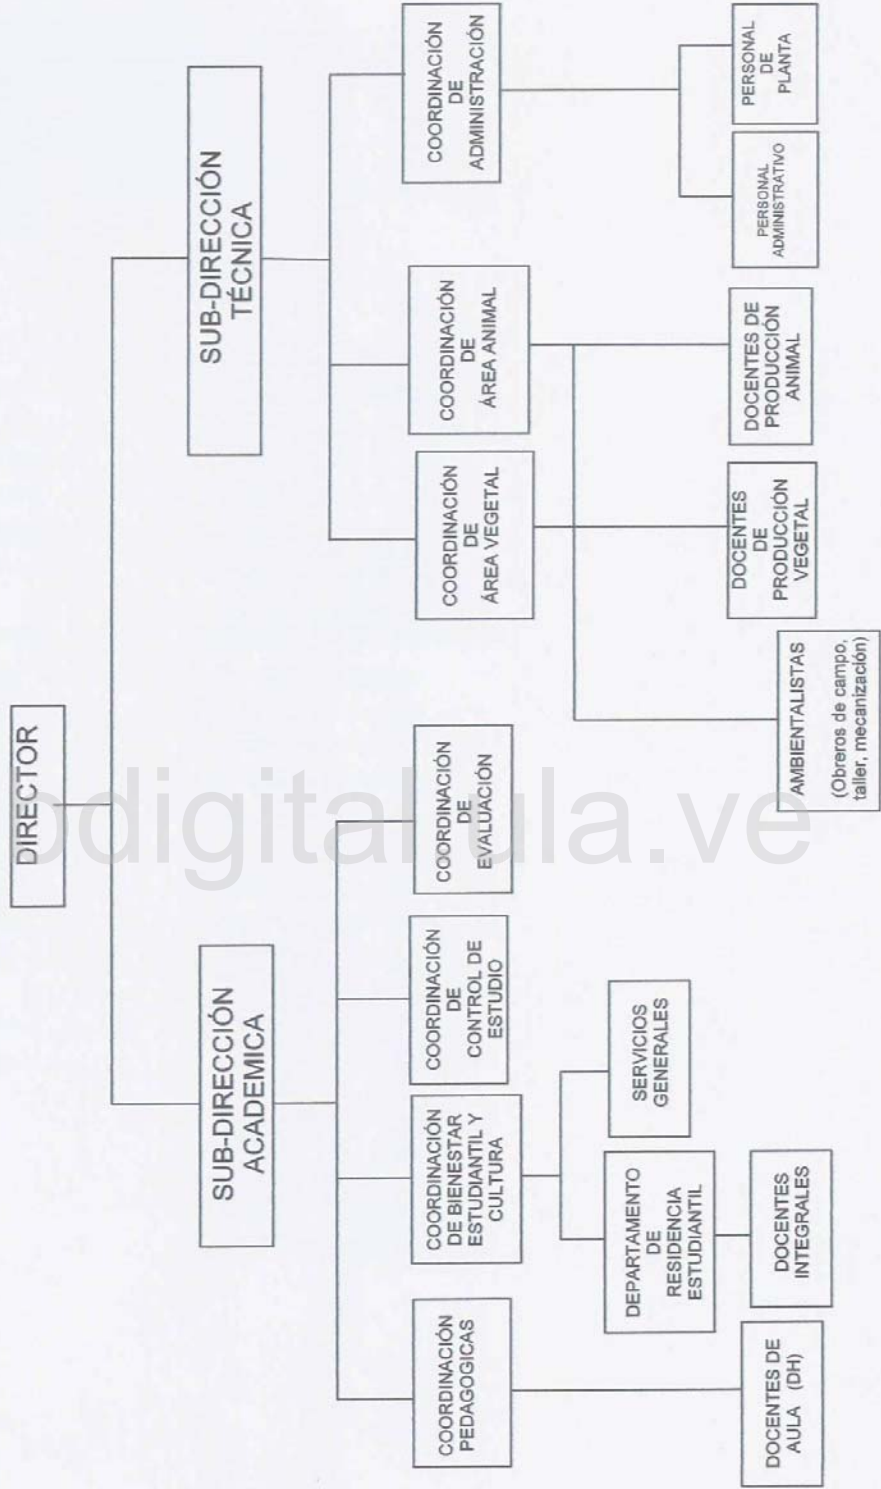 DIRECTOR
SUB-DIRECCIÓN
ACADEMICA
SUB-DIRECCIÓN
TÉCNICA
COORDINACIÓN
PEDAGOGICAS
COORDINACIÓN
DE BIENESTAR
ESTUDIANTIL Y
CULTURA
COORDINACIÓN
DE
CONTROL DE
ESTUDIO
COORDINACIÓN
DE
EVALUACIÓN
COORDINACIÓN
DE
ÁREA VEGETAL
COORDINACIÓN
DE
ÁREA ANIMAL
COORDINACIÓN
DE
ADMINISTRACIÓN
DEPARTAMENTO
DE
RESIDENCIA
ESTUDIANTIL
SERVICIOS
GENERALES
DOCENTES DE
AULA (DH)
DOCENTES
INTEGRALES
AMBIENTALISTAS
(Obreros de campo,
taller, mecanización)
DOCENTES
DE
PRODUCCIÓN
VEGETAL
DOCENTES DE
PRODUCCIÓN
ANIMAL
PERSONAL
ADMINISTRATIVO
PERSONAL
DE
PLANTA
bdigital.ula.ve